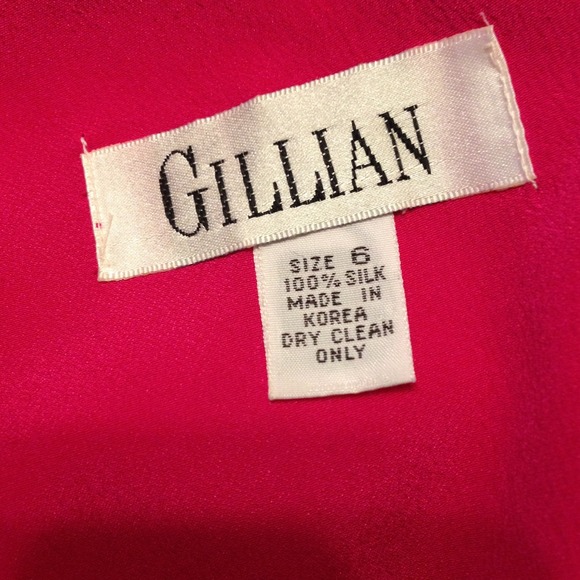 GILLIAN
SIZE 6
100% SILK
MADE IN
KOREA
DRY CLEAN
ONLY